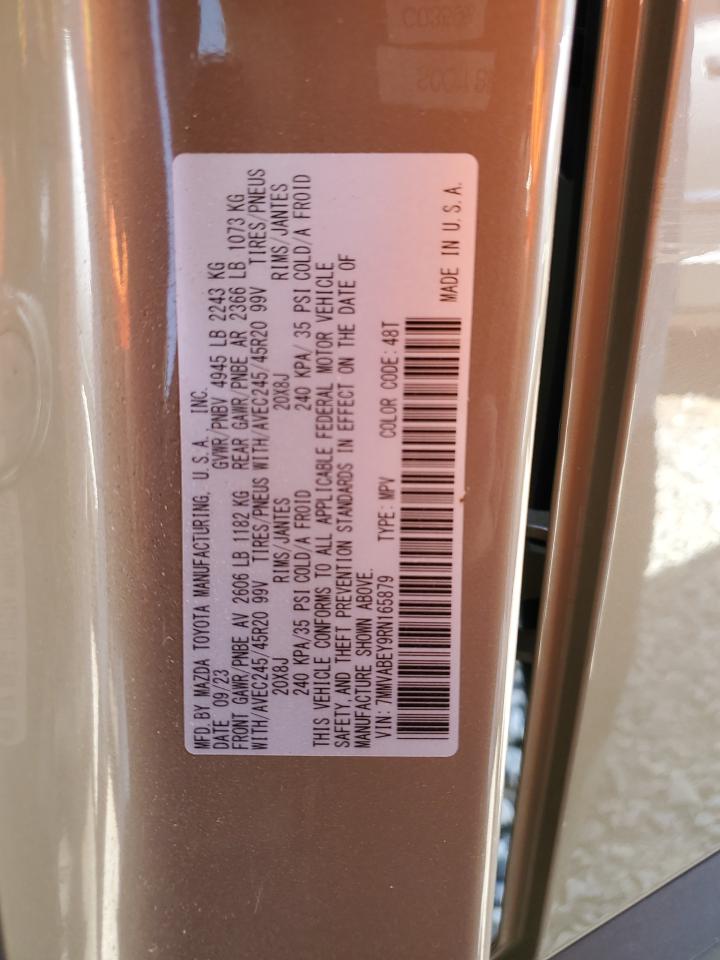 MFD. BY MAZDA TOYOTA MANUFACTURING, U.S.A., INC.
DATE 09/23 GVWR/PNBV 4945 LB 2243 KG
FRONT GAWR/PNBE AV 2606 LB 1182 KG REAR GAWR/PNBE AR 2366 LB 1073 KG
WITH/AVEC245/45R20 99V TIRES/PNEUS WITH/AVEC245/45R20 99V TIRES/PNEUS
20X8J RIMS/JANTES 20X8J RIMS/JANTES
240 KPA/35 PSI COLD/A FROID 240 KPA/35 PSI COLD/A FROID
THIS VEHICLE CONFORMS TO ALL APPLICABLE FEDERAL MOTOR VEHICLE
SAFETY, AND THEFT PREVENTION STANDARDS IN EFFECT ON THE DATE OF
MANUFACTURE SHOWN ABOVE.
VIN: 7MMVABEY9RN165879 TYPE: MPV COLOR CODE: 48T
MADE IN U.S.A.